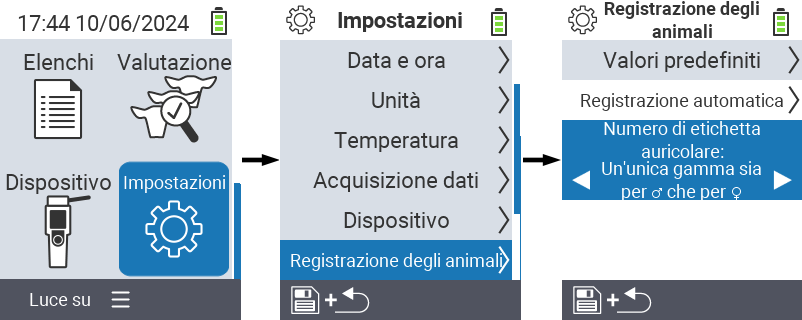 17:44 10/06/2024
Elenchi
Valutazione
Dispositivo
Impostazioni
Luce su
Impostazioni
Data e ora
Unità
Temperatura
Acquisizione dati
Dispositivo
Registrazione degli animali
+
Registrazione degli
animali
Valori predefiniti
Registrazione automatica
Numero di etichetta
auricolare:
Un'unica gamma sia
per ♂ che per ♀
+